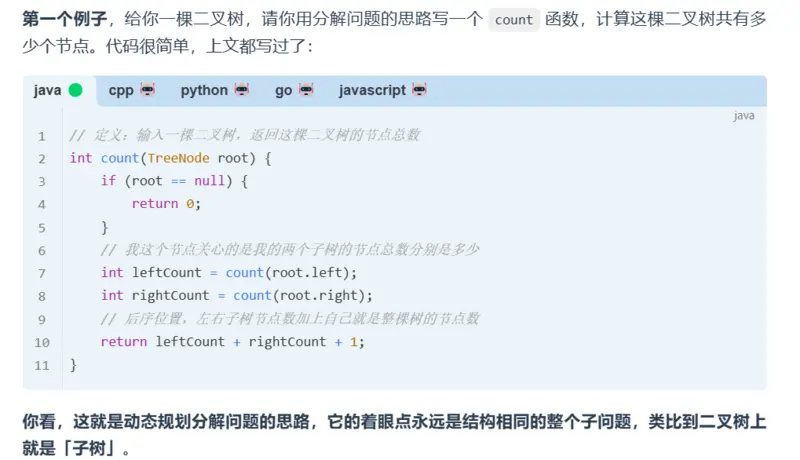 第一个例子，给你一棵二叉树，请你用分解问题的思路写一个 count 函数，计算这棵二叉树共有多
少个节点。代码很简单，上文都写过了：
java cpp python go javascript
java
1 // 定义：输入一棵二叉树，返回这棵二叉树的节点总数
2 int count(TreeNode root) {
3     if (root == null) {
4         return 0;
5     }
6     // 我这个节点关心的是我的两个子树的节点总数分别是多少
7     int leftCount = count(root.left);
8     int rightCount = count(root.right);
9     // 后序位置，左右子树节点数加上自己就是整棵树的节点数
10     return leftCount + rightCount + 1;
11 }
你看，这就是动态规划分解问题的思路，它的着眼点永远是结构相同的整个子问题，类比到二叉树上
就是「子树」。